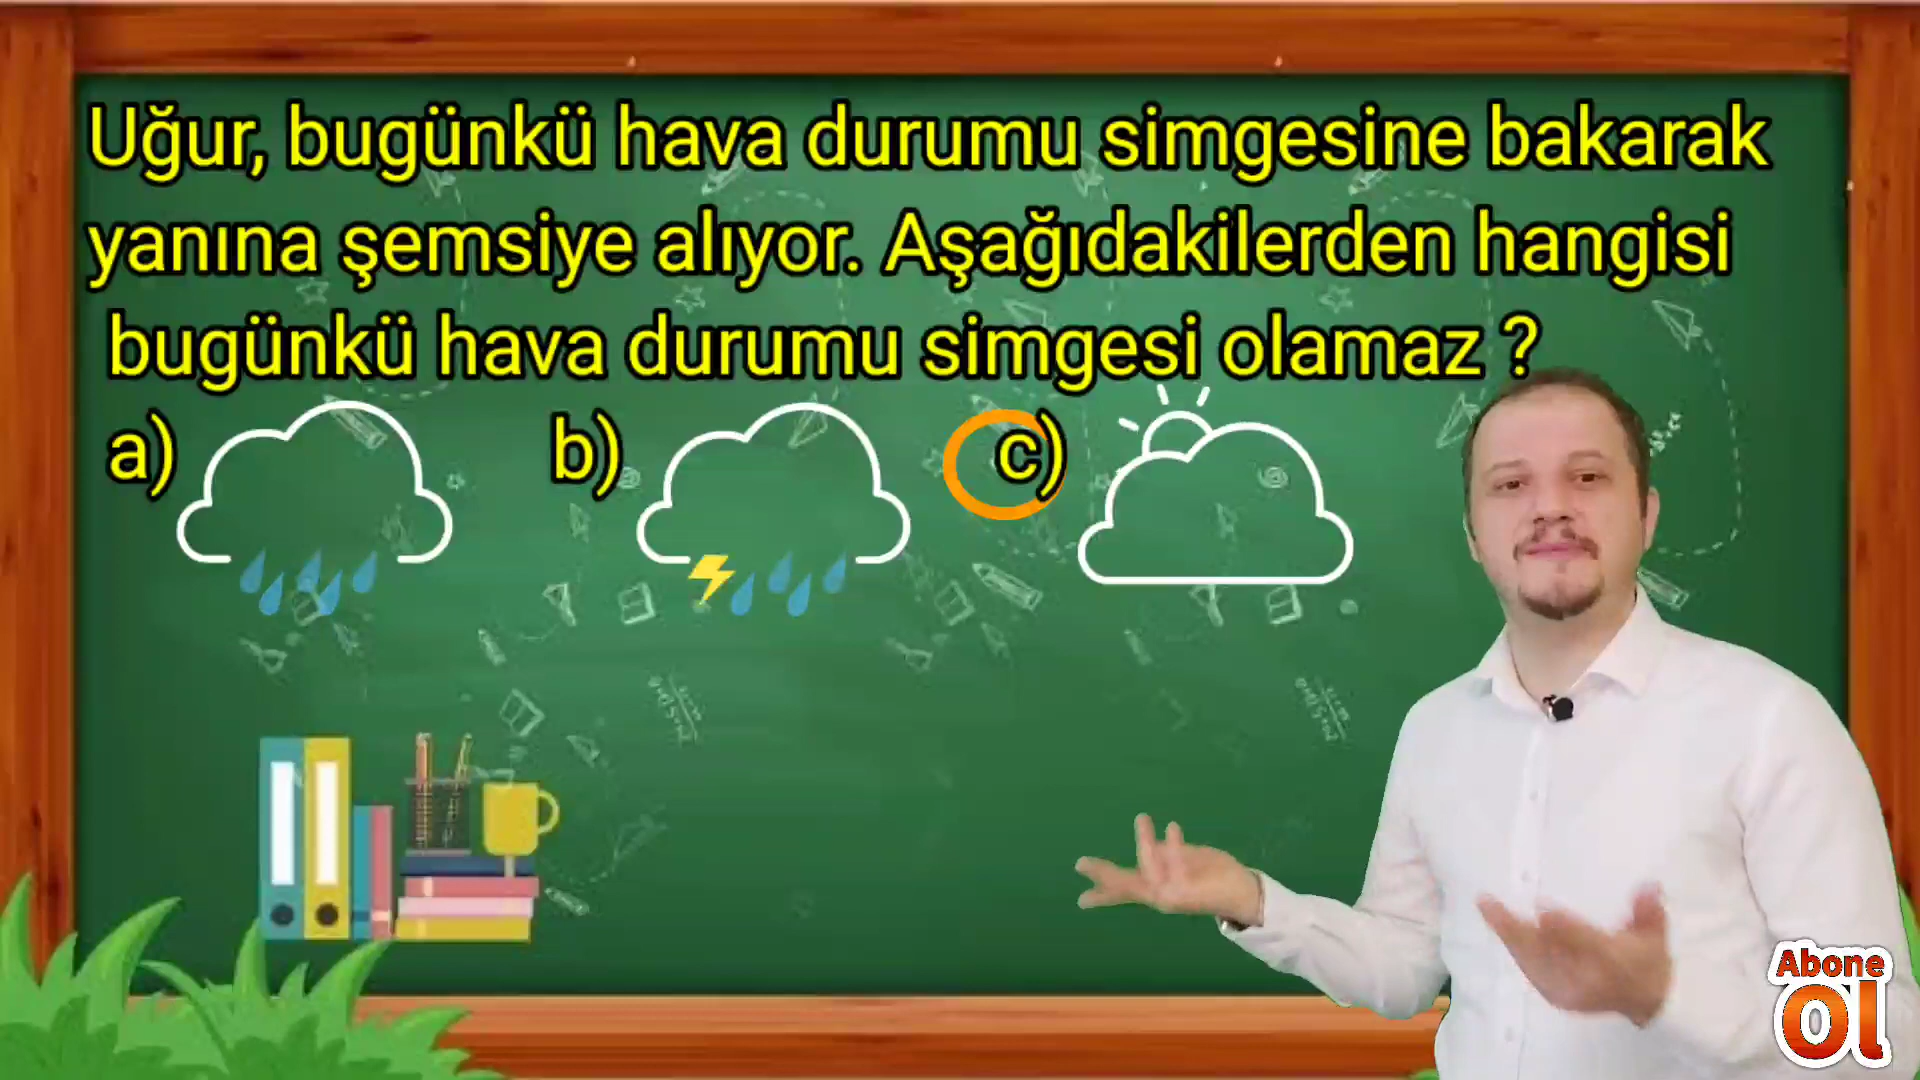 Uğur, bugünkü hava durumu simgesine bakarak
yanına şemsiye alıyor. Aşağıdakilerden hangisi
bugünkü hava durumu simgesi olamaz ?
a) b) c)
Abone
Ol